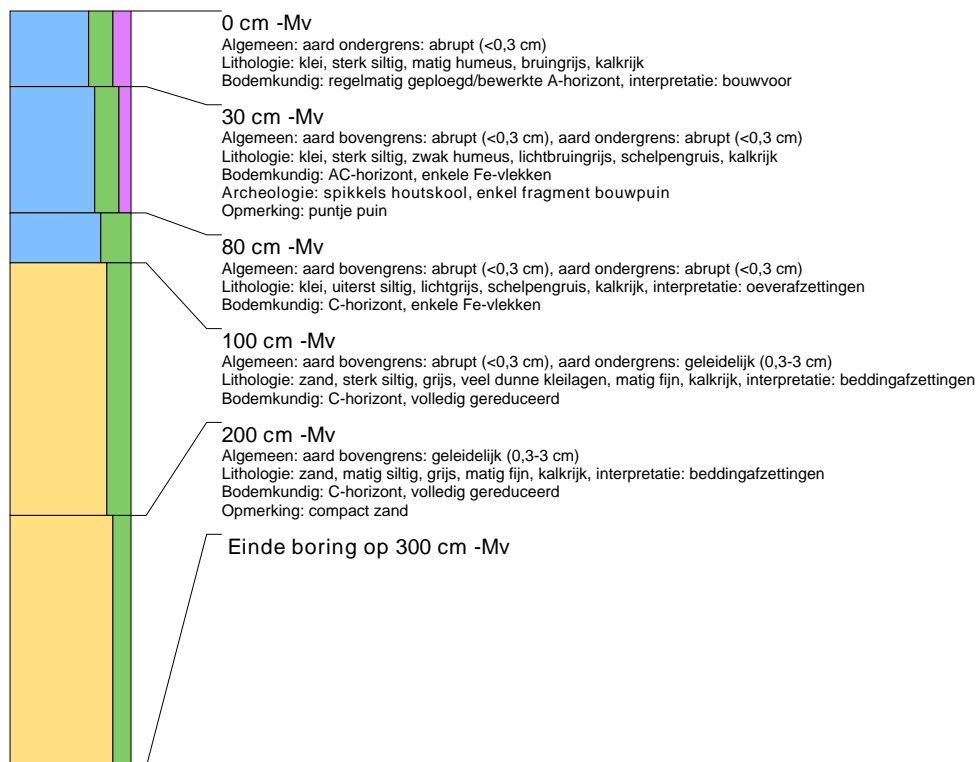 0 cm -Mv
Algemeen: aard ondergrens: abrupt (<0,3 cm)
Lithologie: klei, sterk siltig, matig humeus, bruingrijs, kalkrijk
Bodemkundig: regelmatig geploegd/bewerkte A-horizont, interpretatie: bouwvoor
30 cm -Mv
Algemeen: aard bovengrens: abrupt (<0,3 cm), aard ondergrens: abrupt (<0,3 cm)
Lithologie: klei, sterk siltig, zwak humeus, lichtbruingrijs, schelpengruis, kalkrijk
Bodemkundig: AC-horizont, enkele Fe-vlekken
Archeologie: spikkels houtskool, enkel fragment bouwpuin
Opmerking: puntje puin
80 cm -Mv
Algemeen: aard bovengrens: abrupt (<0,3 cm), aard ondergrens: abrupt (<0,3 cm)
Lithologie: klei, uiterst siltig, lichtgrijs, schelpengruis, kalkrijk, interpretatie: oeverafzettingen
Bodemkundig: C-horizont, enkele Fe-vlekken
100 cm -Mv
Algemeen: aard bovengrens: abrupt (<0,3 cm), aard ondergrens: geleidelijk (0,3-3 cm)
Lithologie: zand, sterk siltig, grijs, veel dunne kleilagen, matig fijn, kalkrijk, interpretatie: beddingafzettingen
Bodemkundig: C-horizont, volledig gereduceerd
200 cm -Mv
Algemeen: aard bovengrens: geleidelijk (0,3-3 cm)
Lithologie: zand, matig siltig, grijs, matig fijn, kalkrijk, interpretatie: beddingafzettingen
Bodemkundig: C-horizont, volledig gereduceerd
Opmerking: compact zand
Einde boring op 300 cm -Mv